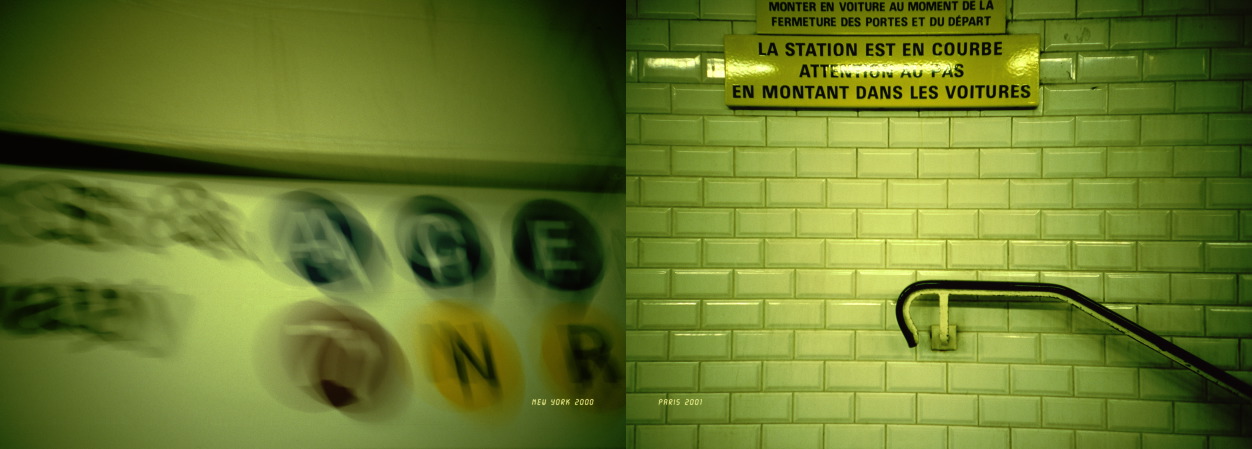 A C E
N R
NEW YORK 2000
MONTER EN VOITURE AU MOMENT DE LA
FERMETURE DES PORTES ET DU DÉPART
LA STATION EST EN COURBE
ATTENTION AU PAS
EN MONTANT DANS LES VOITURES
PARIS 2001